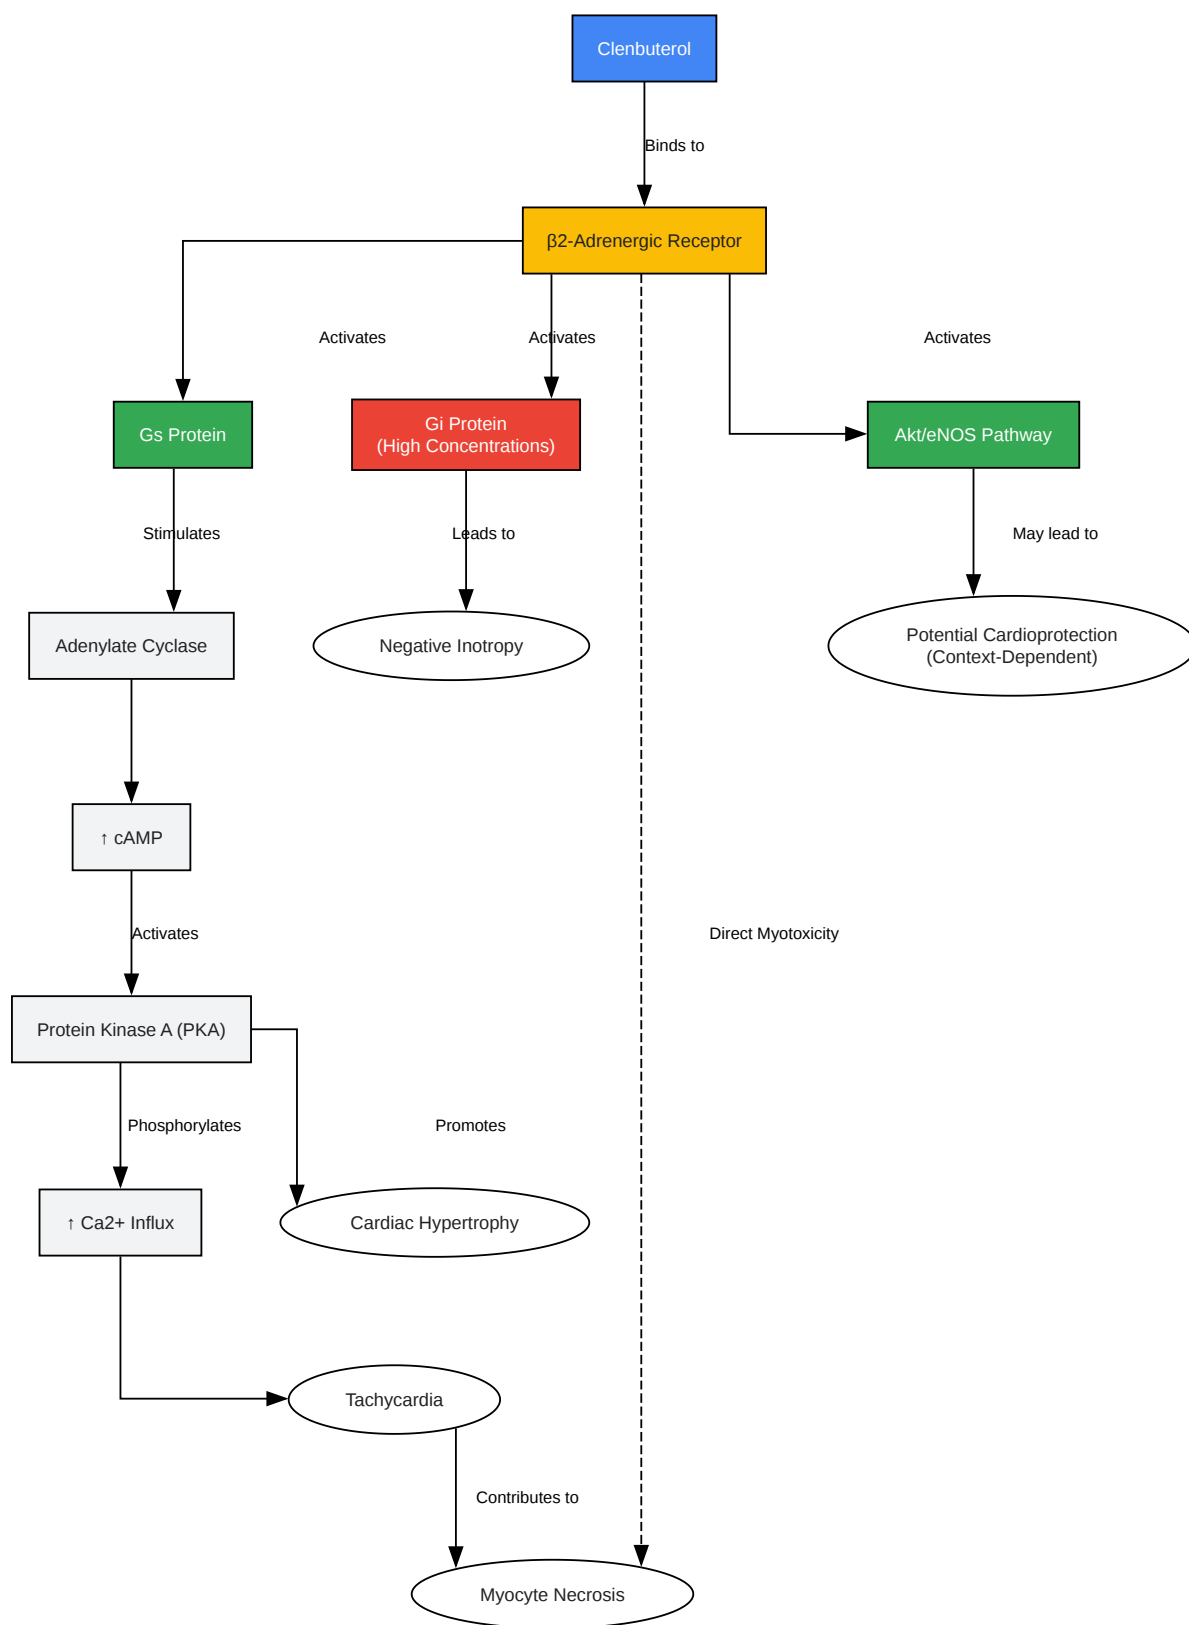 Clenbuterol
Binds to
β2-Adrenergic Receptor
Activates
Activates
Activates
Gs Protein
Gi Protein
(High Concentrations)
Akt/eNOS Pathway
Stimulates
Leads to
May lead to
Adenylate Cyclase
Negative Inotropy
Potential Cardioprotection
(Context-Dependent)
↑ cAMP
Activates
Direct Myotoxicity
Protein Kinase A (PKA)
Phosphorylates
Promotes
↑ Ca2+ Influx
Cardiac Hypertrophy
Tachycardia
Contributes to
Myocyte Necrosis